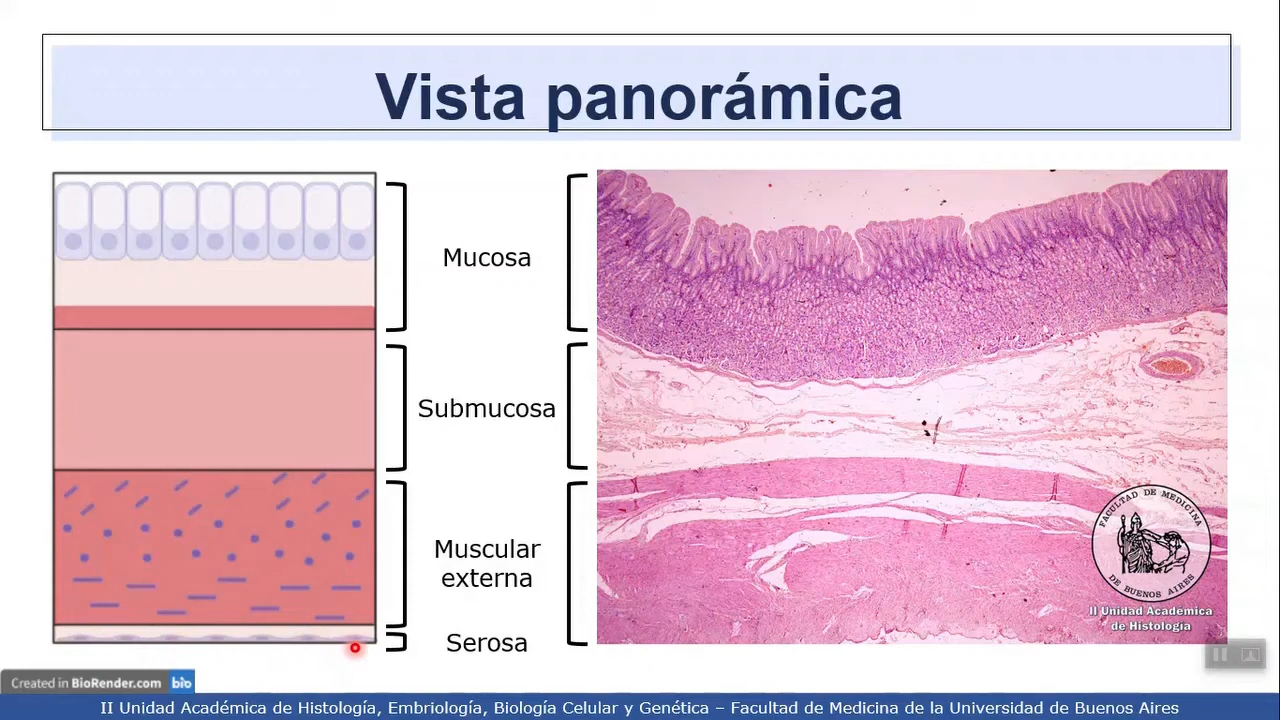 Vista panorámica
Mucosa
Submucosa
Muscular
externa
Serosa
FACULTAD DE MEDICINA
DE BUENOS AIRES
II Unidad Académica
de Histología
Created in BioRender.com bio
II Unidad Académica de Histología, Embriología, Biología Celular y Genética – Facultad de Medicina de la Universidad de Buenos Aires